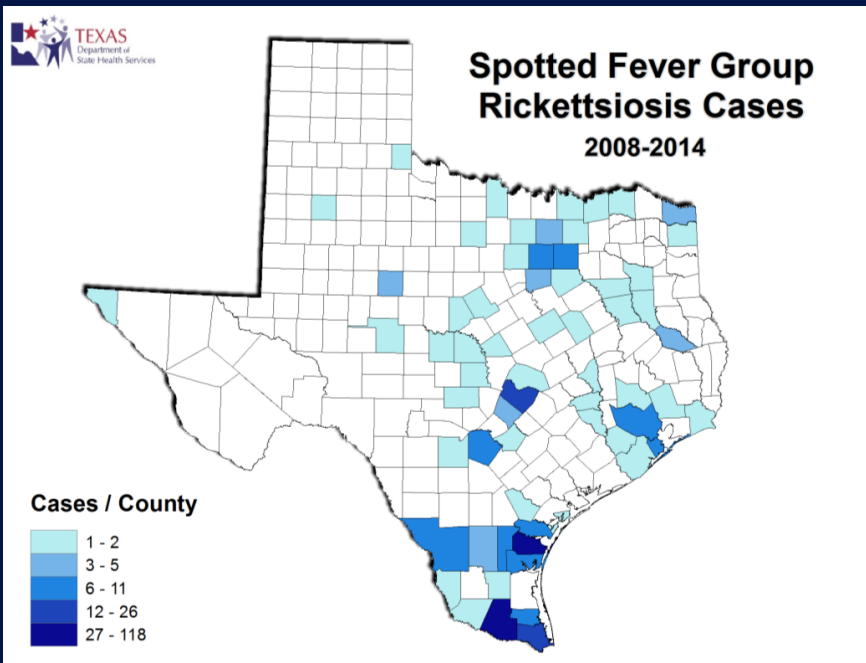 TEXAS
Department of
State Health Services
Spotted Fever Group
Rickettsiosis Cases
2008-2014
Cases / County
1 - 2
3 - 5
6 - 11
12 - 26
27 - 118